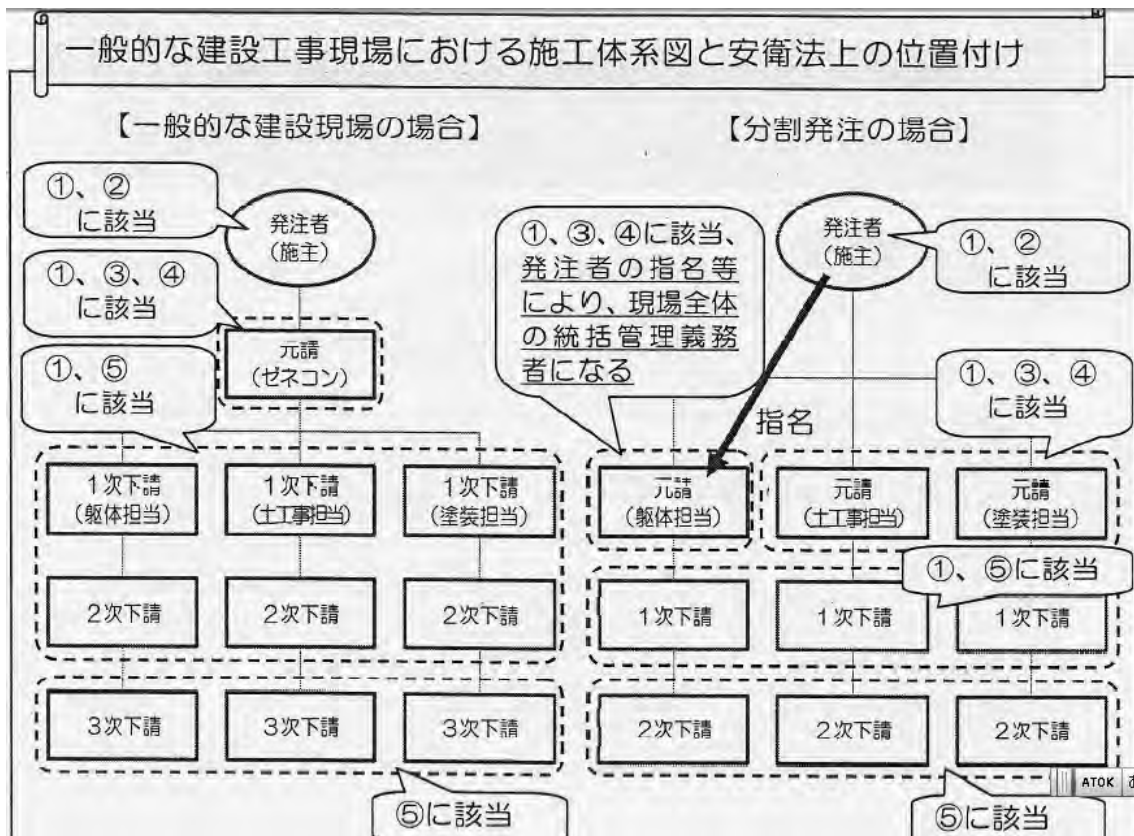 一般的な建設工事現場における施工体系図と安衛法上の位置付け
【一般的な建設現場の場合】
①、②
に該当
発注者
(施主)
①、③、④
に該当
元請
(ゼネコン)
①、⑤
に該当
1次下請
(躯体担当)
1次下請
(土工事担当)
1次下請
(塗装担当)
2次下請
2次下請
2次下請
3次下請
3次下請
3次下請
⑤に該当
【分割発注の場合】
①、③、④に該当、
発注者の指名等
により、現場全体
の統括管理義務
者になる
発注者
(施主)
①、②
に該当
指名
①、③、④
に該当
元請
(躯体担当)
元請
(土工事担当)
元請
(塗装担当)
①、⑤に該当
1次下請
1次下請
1次下請
2次下請
2次下請
2次下請
⑤に該当
ATOK